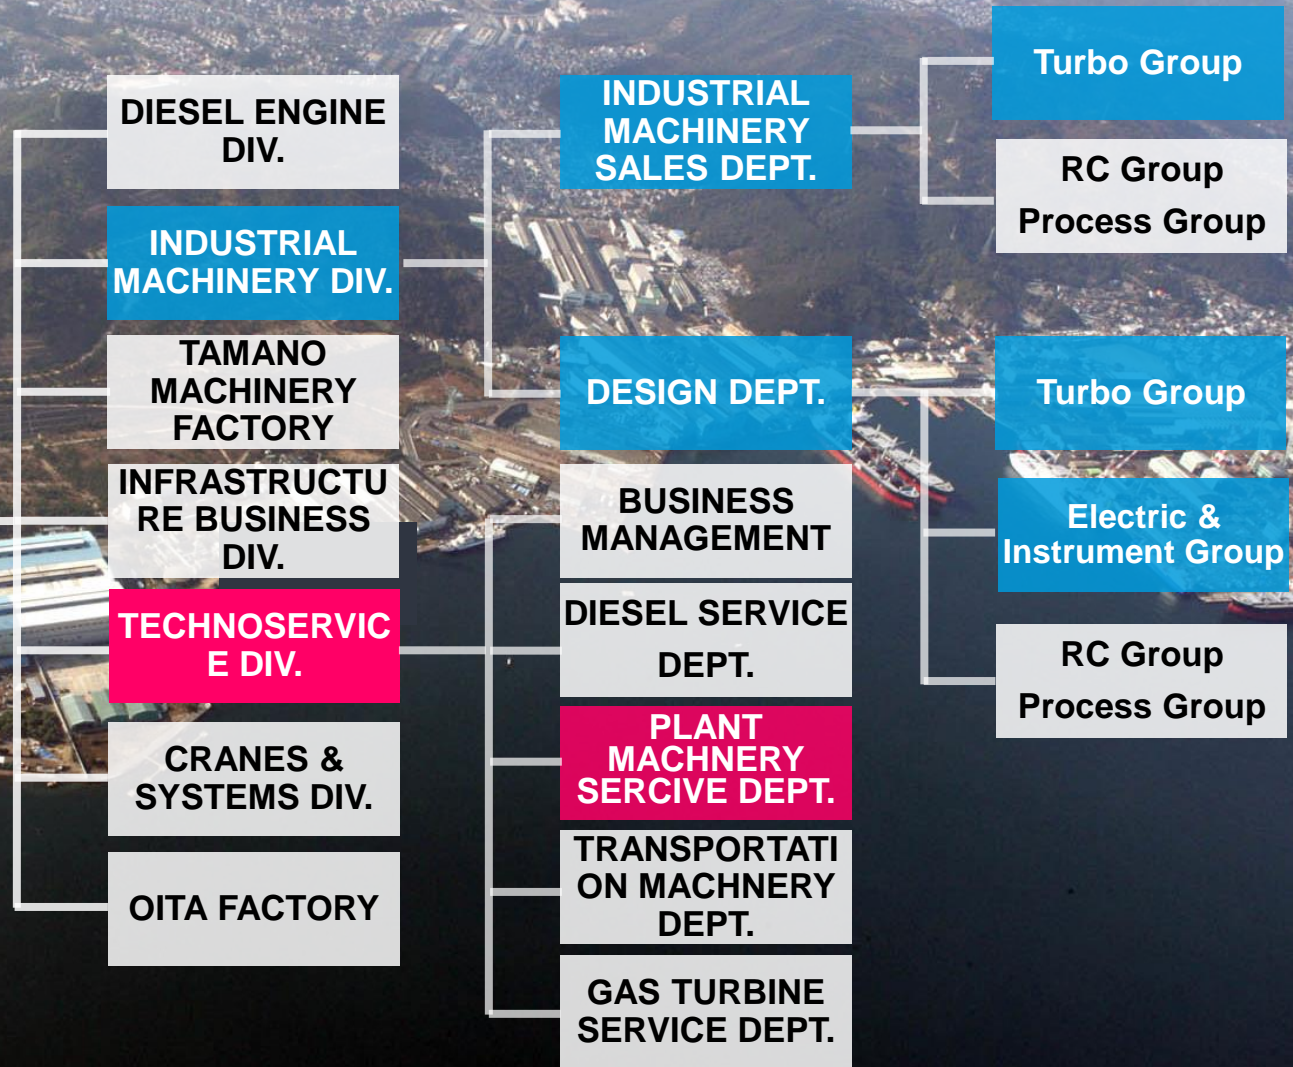 DIESEL ENGINE
DIV.
INDUSTRIAL
MACHINERY DIV.
TAMANO
MACHINERY
FACTORY
INFRASTRUCTU
RE BUSINESS
DIV.
TECHNOSERVIC
E DIV.
CRANES &
SYSTEMS DIV.
OITA FACTORY
INDUSTRIAL
MACHINERY
SALES DEPT.
DESIGN DEPT.
BUSINESS
MANAGEMENT
DIESEL SERVICE
DEPT.
PLANT
MACHNERY
SERCIVE DEPT.
TRANSPORTATI
ON MACHNERY
DEPT.
GAS TURBINE
SERVICE DEPT.
Turbo Group
RC Group
Process Group
Turbo Group
Electric &
Instrument Group
RC Group
Process Group